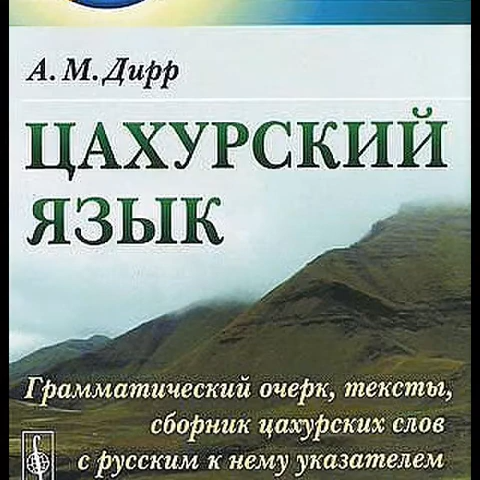 А. М. Дирр
ЦАХУРСКИЙ
ЯЗЫК
Грамматический очерк, тексты,
сборник цахурских слов
с русским к нему указателем